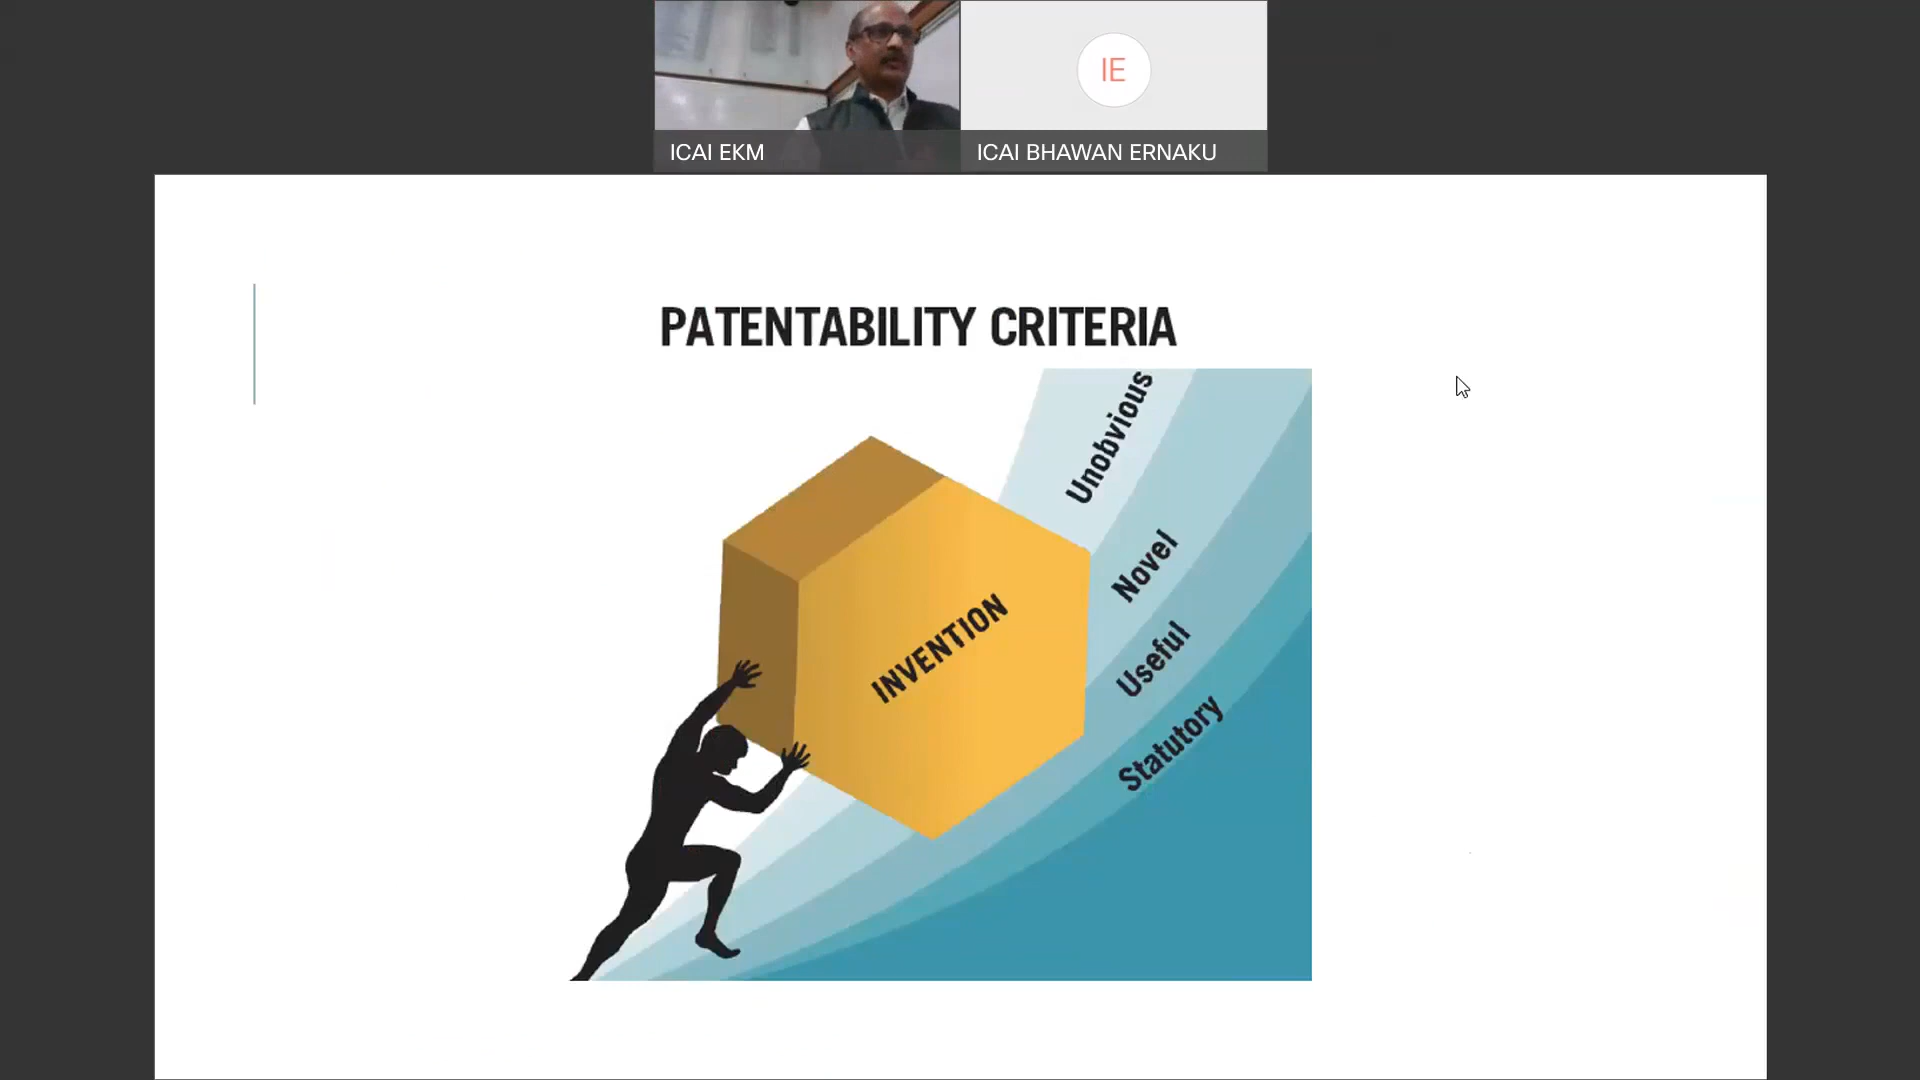 IE
ICAI EKM
ICAI BHAWAN ERNAKU
PATENTABILITY CRITERIA
Unobvious
Novel
Useful
Statutory
INVENTION